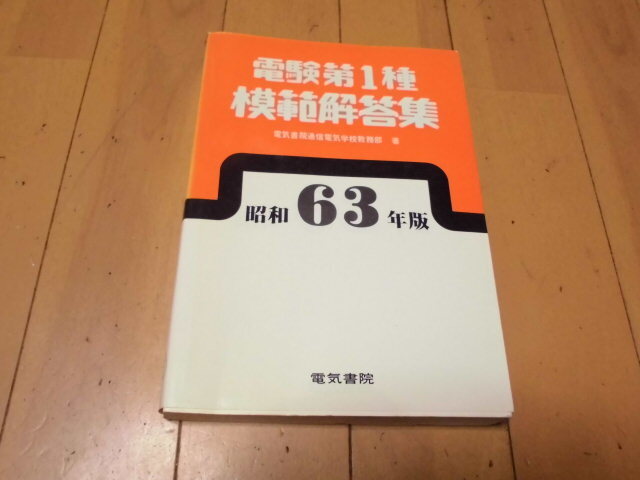 電験第1種
模範解答集
電気書院通信電気学校教務部 著
昭和 63 年版
電気書院